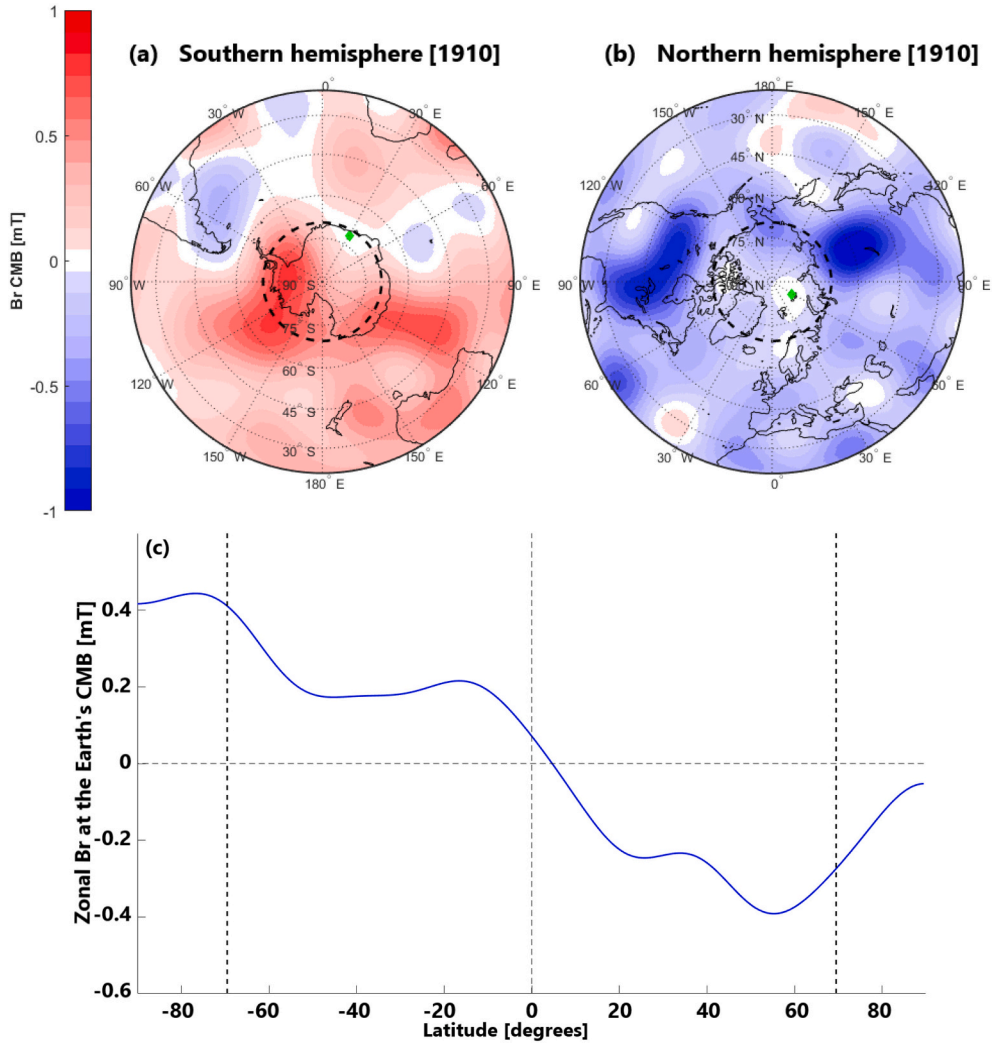 1
0.5
0
-0.5
-1
Br CMB [mT]
(a) Southern hemisphere [1910]
0°
30° W
60° W
90° W
120° W
150° W
180° E
150° E
120° E
90° E
60° E
90° S
75° S
60° S
45° S
30° S
(b) Northern hemisphere [1910]
180° E
150° W
150° E
120° W
120° E
90° W
90° E
60° W
60° E
30° W
30° E
0°
30° N
45° N
60° N
75° N
90° N
(c)
Zonal Br at the Earth's CMB [mT]
0.4
0.2
0
-0.2
-0.4
-0.6
-80 -60 -40 -20 0 20 40 60 80
Latitude [degrees]